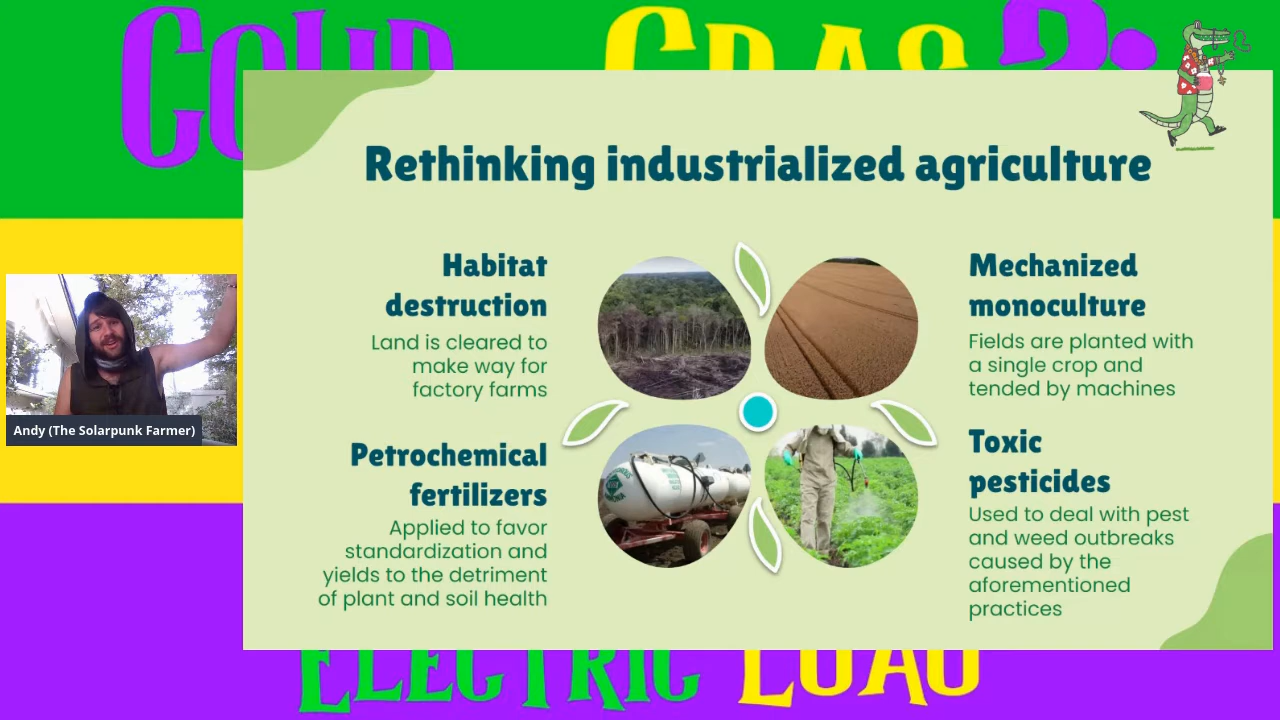 Rethinking industrialized agriculture
Habitat
destruction
Land is cleared to
make way for
factory farms
Mechanized
monoculture
Fields are planted with
a single crop and
tended by machines
Petrochemical
fertilizers
Applied to favor
standardization and
yields to the detriment
of plant and soil health
Toxic
pesticides
Used to deal with pest
and weed outbreaks
caused by the
aforementioned
practices
Andy (The Solarpunk Farmer)
ELECTRIC LUAU